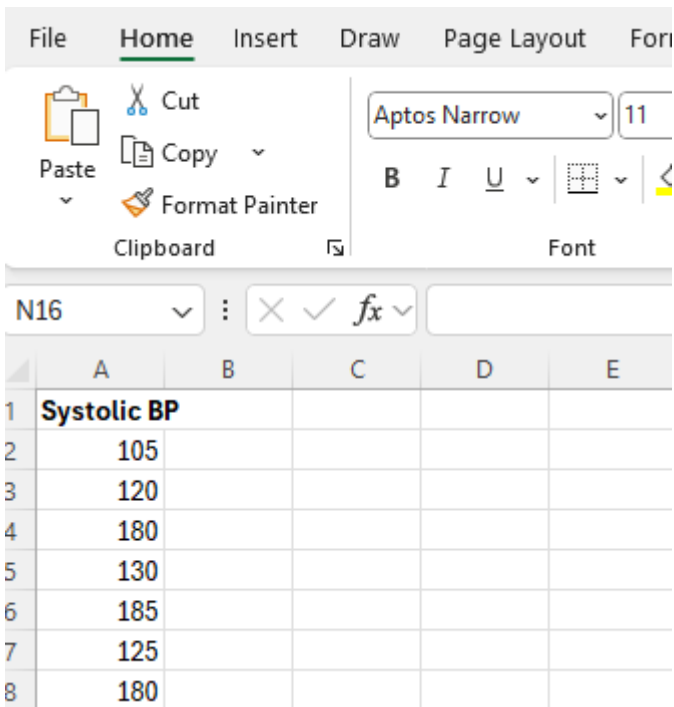 File Home Insert Draw Page Layout
Cut
Copy
Paste
Format Painter
Clipboard
Aptos Narrow 11
B I U
Font
N16 fx
A B C D E
1 Systolic BP
2 105
3 120
4 180
5 130
6 185
7 125
8 180